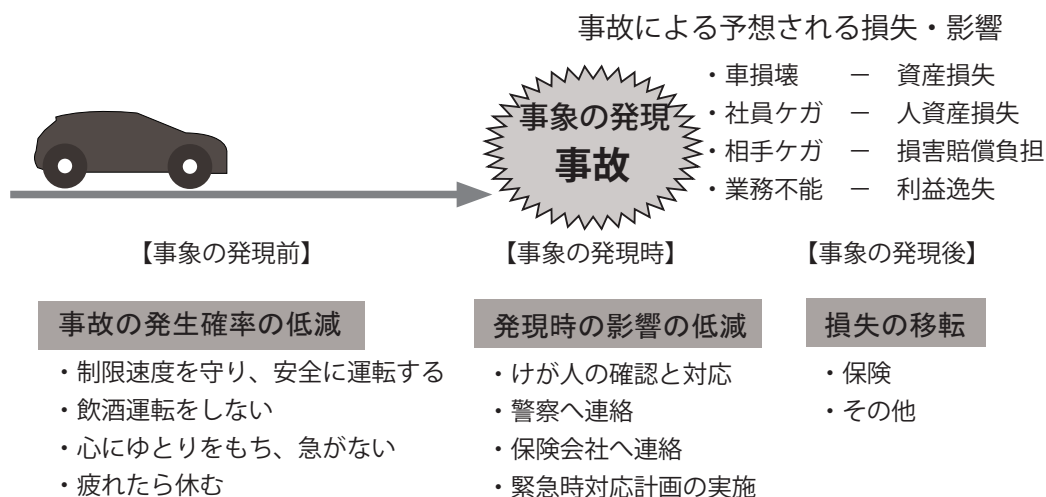 事故による予想される損失・影響
・車損壊 － 資産損失
・社員ケガ － 人資産損失
・相手ケガ － 損害賠償負担
・業務不能 － 利益逸失
事象の発現
事故
【事象の発現前】
【事象の発現時】
【事象の発現後】
事故の発生確率の低減
・制限速度を守り、安全に運転する
・飲酒運転をしない
・心にゆとりをもち、急がない
・疲れたら休む
発現時の影響の低減
・けが人の確認と対応
・警察へ連絡
・保険会社へ連絡
・緊急時対応計画の実施
損失の移転
・保険
・その他